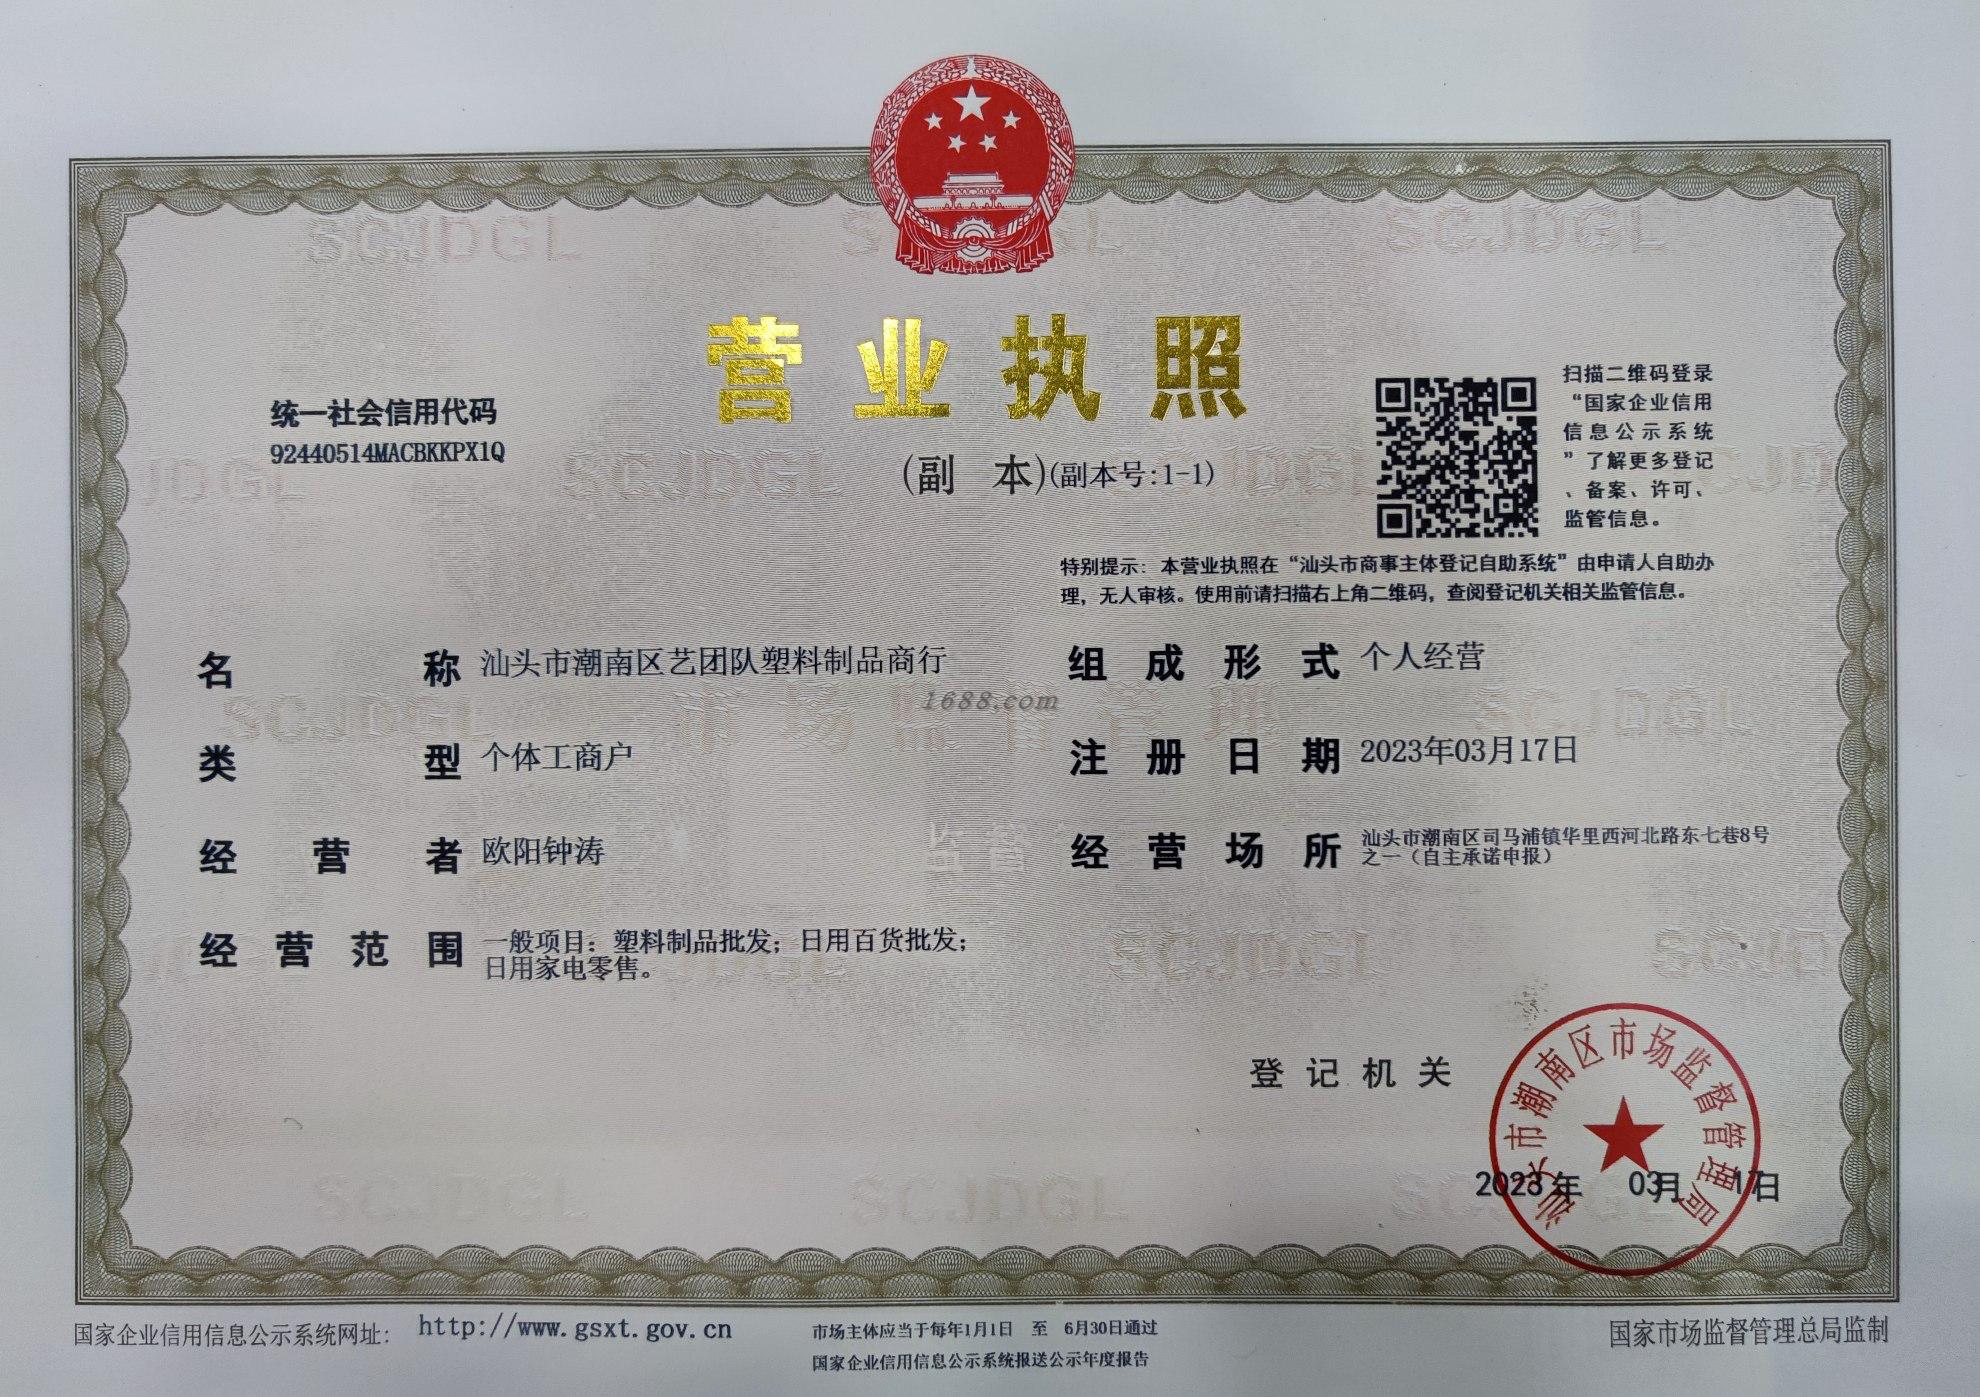 营业执照
(副 本)(副本号:1-1)
统一社会信用代码
92440514MACBKKPX1Q
扫描二维码登录
“国家企业信用
信息公示系统
”了解更多登记
、备案、许可、
监管信息。
特别提示：本营业执照在“汕头市商事主体登记自助系统”由申请人自助办
理，无人审核。使用前请扫描右上角二维码，查阅登记机关相关监管信息。
名 称 汕头市潮南区艺团队塑料制品商行
类 型 个体工商户
经 营 者 欧阳钟涛
经 营 范 围 一般项目：塑料制品批发；日用百货批发；
日用家电零售。
组 成 形 式 个人经营
注 册 日 期 2023年03月17日
经 营 场 所 汕头市潮南区司马浦镇华里西河北路东七巷8号
之一（自主承诺申报）
1688.com
登 记 机 关
汕头市潮南区市场监督管理局
2023 年 03月 17日
国家企业信用信息公示系统网址： http://www.gsxt.gov.cn
市场主体应当于每年1月1日 至 6月30日通过
国家企业信用信息公示系统报送公示年度报告
国家市场监督管理总局监制